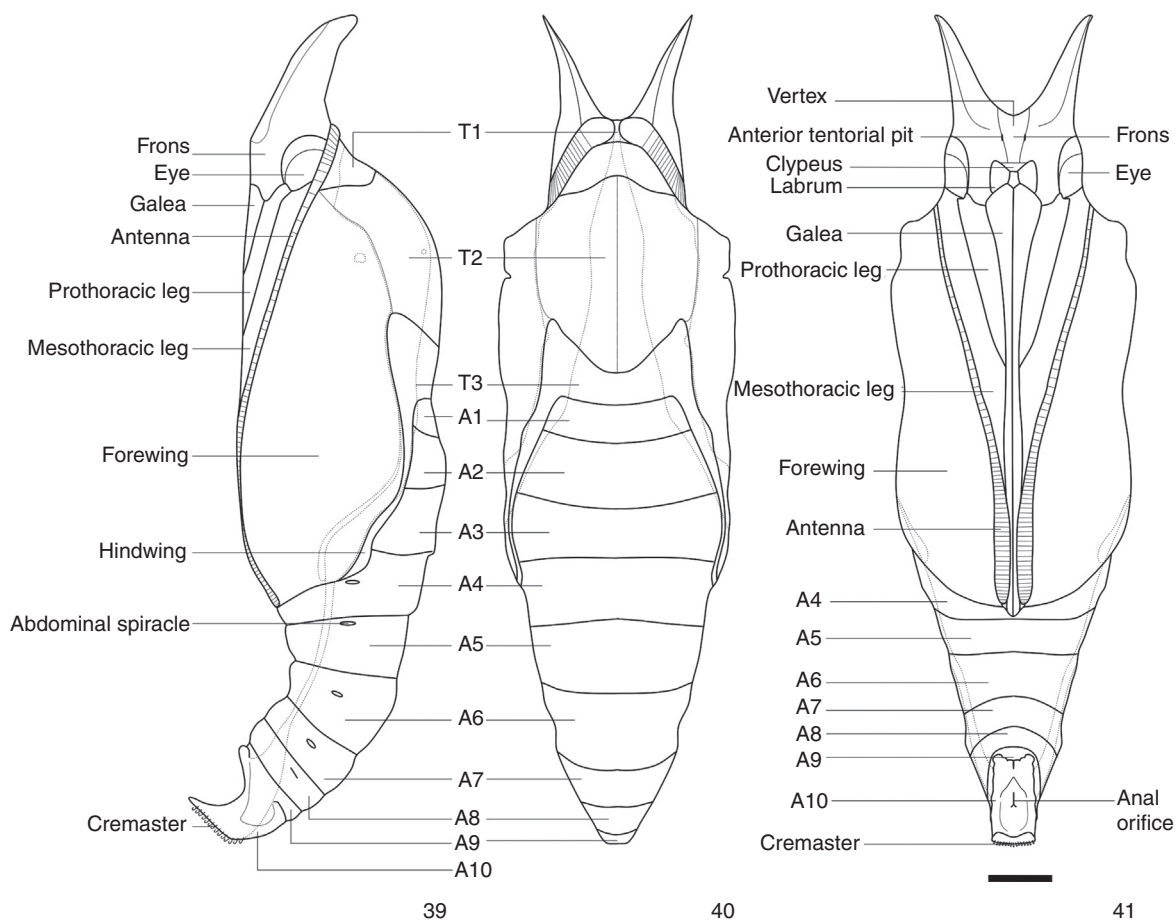 Frons
Eye
Galea
Antenna
Prothoracic leg
Mesothoracic leg
Forewing
Hindwing
Abdominal spiracle
Cremaster
T1
T2
T3
A1
A2
A3
A4
A5
A6
A7
A8
A9
A10
Vertex
Anterior tentorial pit
Frons
Clypeus
Eye
Labrum
Galea
Prothoracic leg
Mesothoracic leg
Forewing
Antenna
A4
A5
A6
A7
A8
A9
A10
Anal
orifice
Cremaster
39
40
41